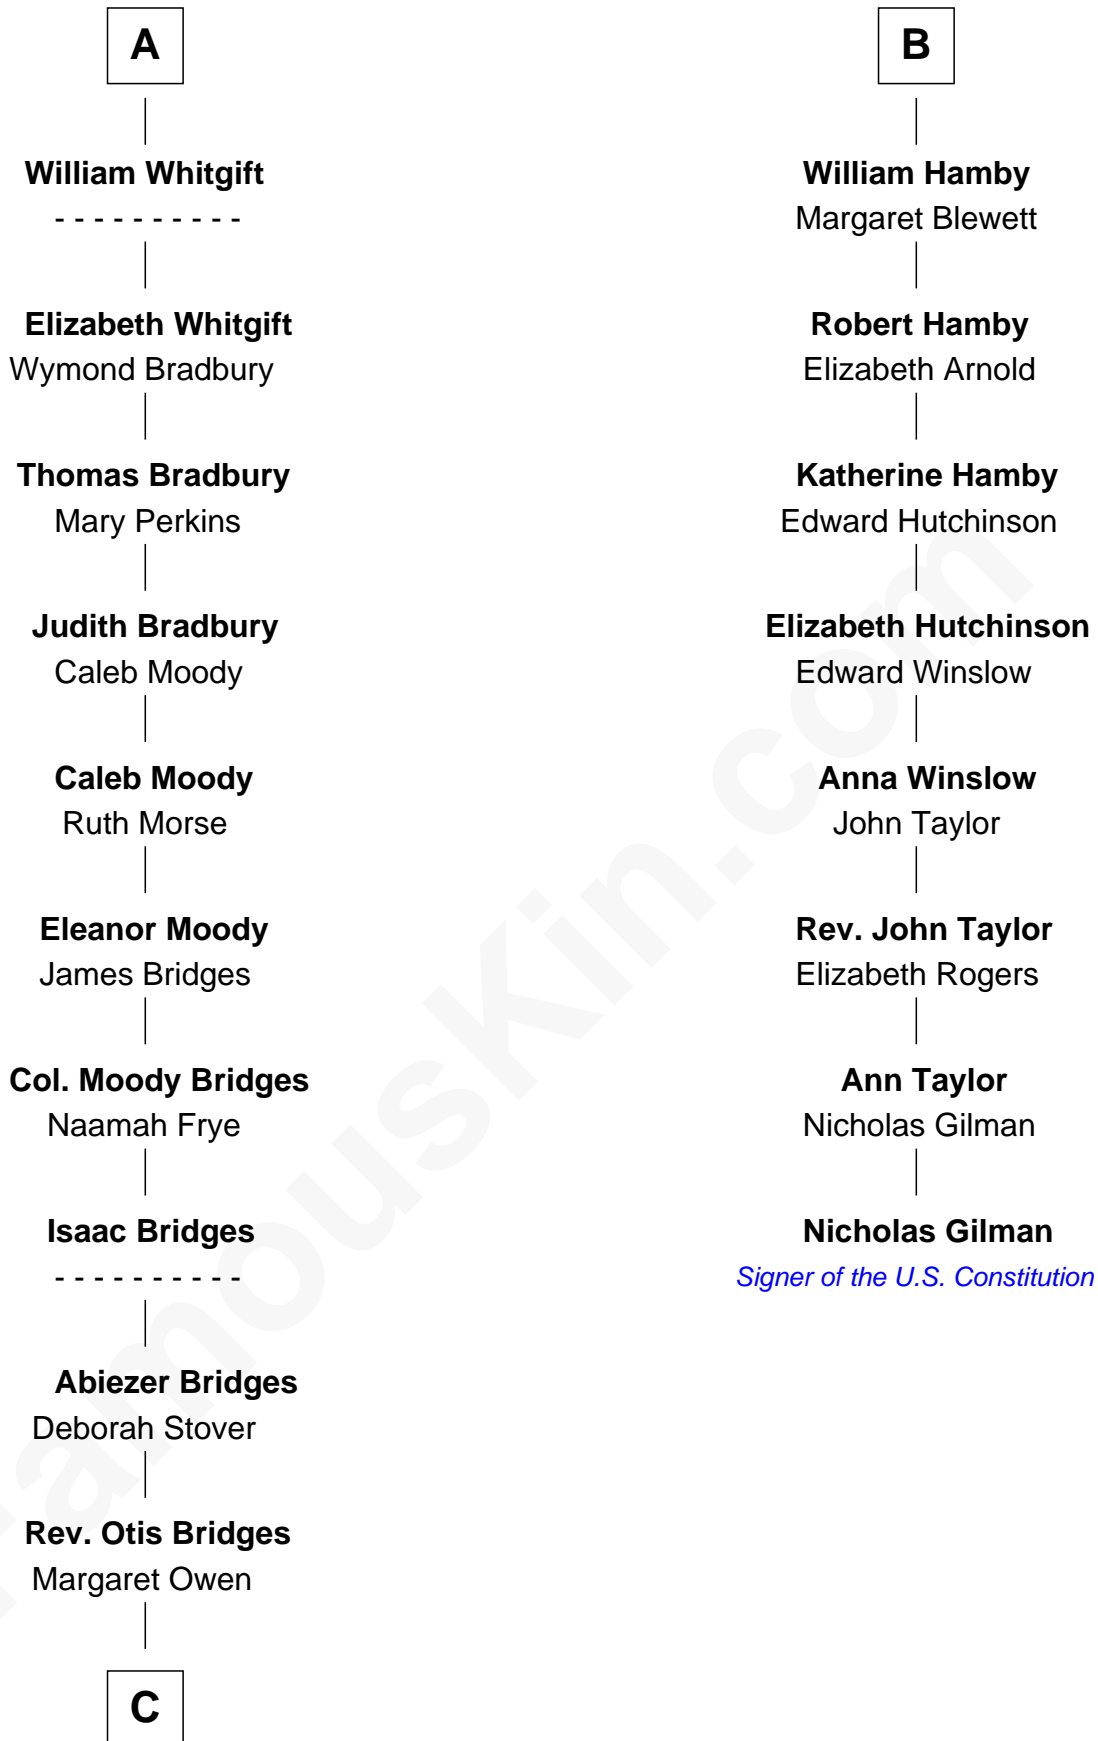 A
William Whitgift
- - - - - - - - - -
Elizabeth Whitgift
Wymond Bradbury
Thomas Bradbury
Mary Perkins
Judith Bradbury
Caleb Moody
Caleb Moody
Ruth Morse
Eleanor Moody
James Bridges
Col. Moody Bridges
Naamah Frye
Isaac Bridges
- - - - - - - - - -
Abiezer Bridges
Deborah Stover
Rev. Otis Bridges
Margaret Owen
C
B
William Hamby
Margaret Blewett
Robert Hamby
Elizabeth Arnold
Katherine Hamby
Edward Hutchinson
Elizabeth Hutchinson
Edward Winslow
Anna Winslow
John Taylor
Rev. John Taylor
Elizabeth Rogers
Ann Taylor
Nicholas Gilman
Nicholas Gilman
Signer of the U.S. Constitution
FamousKin.com